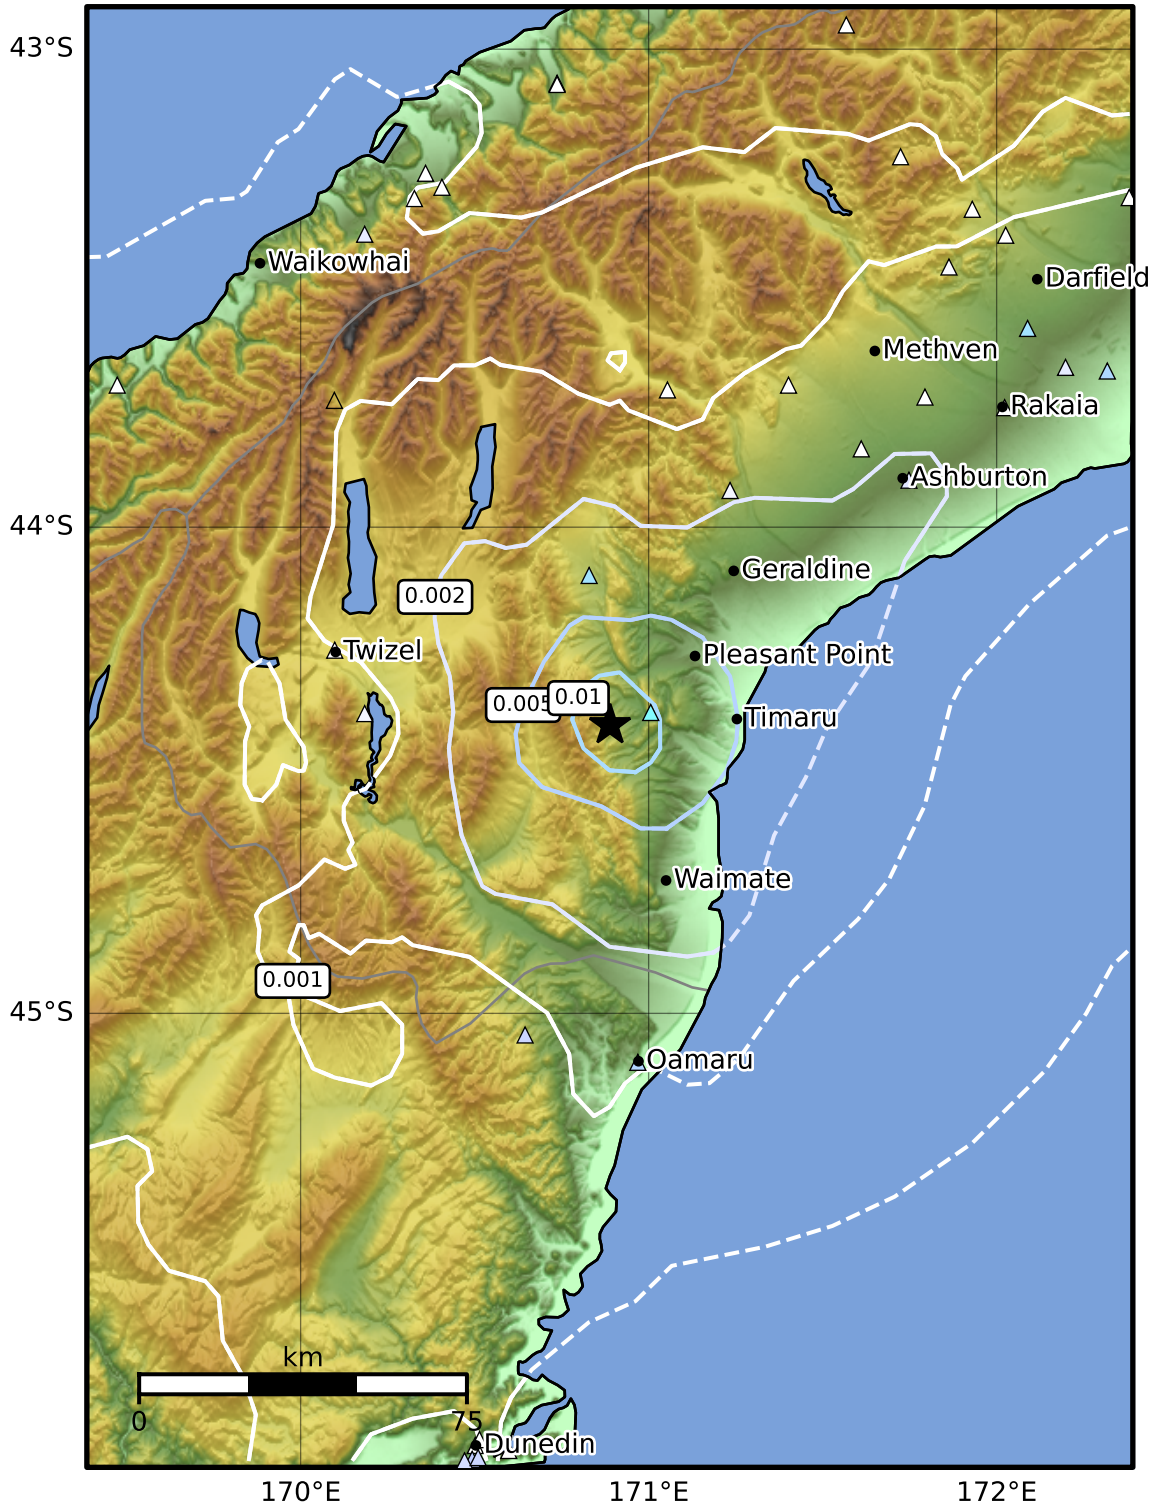 43°S
Waikowhai
Darfield
Methven
Rakaia
Ashburton
44°S
Geraldine
0.002
Twizel
Pleasant Point
0.005
0.01
Timaru
Waimate
0.001
45°S
Oamaru
km
0 75
Dunedin
170°E 171°E 172°E